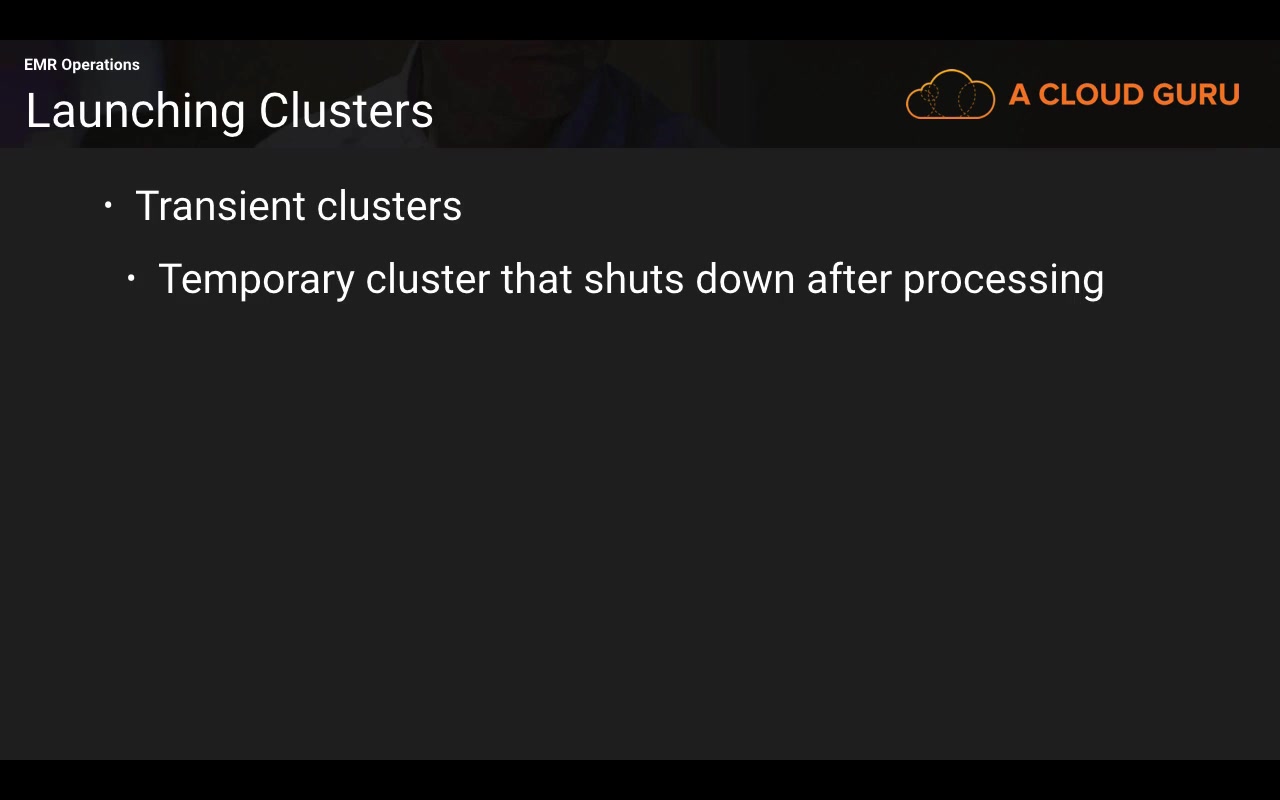 EMR Operations
Launching Clusters
A CLOUD GURU
• Transient clusters
• Temporary cluster that shuts down after processing